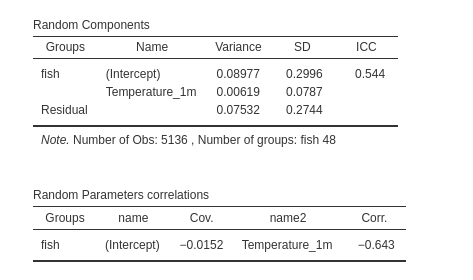 Random Components
Groups Name Variance SD ICC
fish (Intercept) 0.08977 0.2996 0.544
Temperature_1m 0.00619 0.0787
Residual 0.07532 0.2744
Note. Number of Obs: 5136 , Number of groups: fish 48
Random Parameters correlations
Groups name Cov. name2 Corr.
fish (Intercept) −0.0152 Temperature_1m −0.643